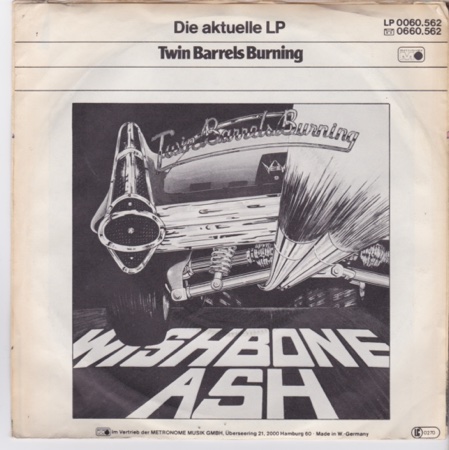 Die aktuelle LP
LP 0060.562
0660.562
Twin Barrels Burning
Twin Barrels Burning
WISHBONE
ASH
Im Vertrieb der METRONOME MUSIK GMBH, Überseering 21, 2000 Hamburg 60 · Made in W.-Germany
0270